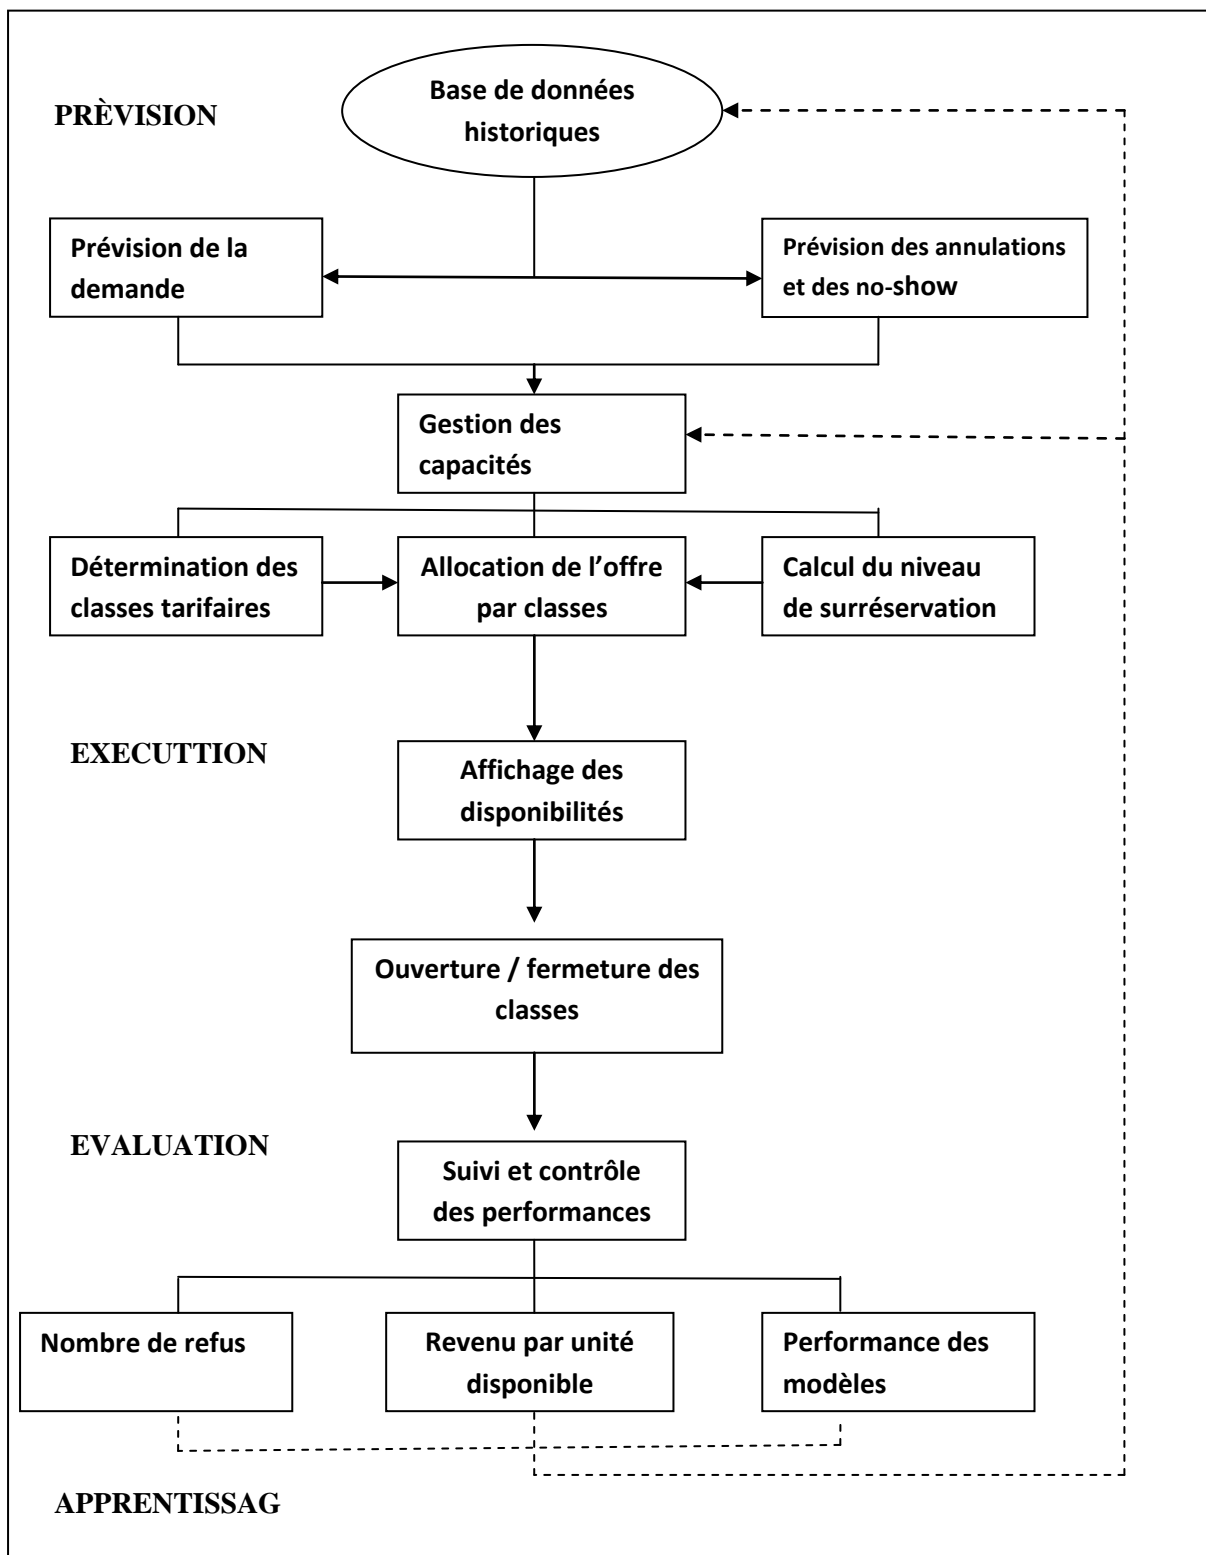 Base de données
historiques
PRÈVISION
Prévision de la
demande
Prévision des annulations
et des no-show
Gestion des
capacités
Détermination des
classes tarifaires
Allocation de l’offre
par classes
Calcul du niveau
de surréservation
EXECUTTION
Affichage des
disponibilités
Ouverture / fermeture des
classes
EVALUATION
Suivi et contrôle
des performances
Nombre de refus
Revenu par unité
disponible
Performance des
modèles
APPRENTISSAG